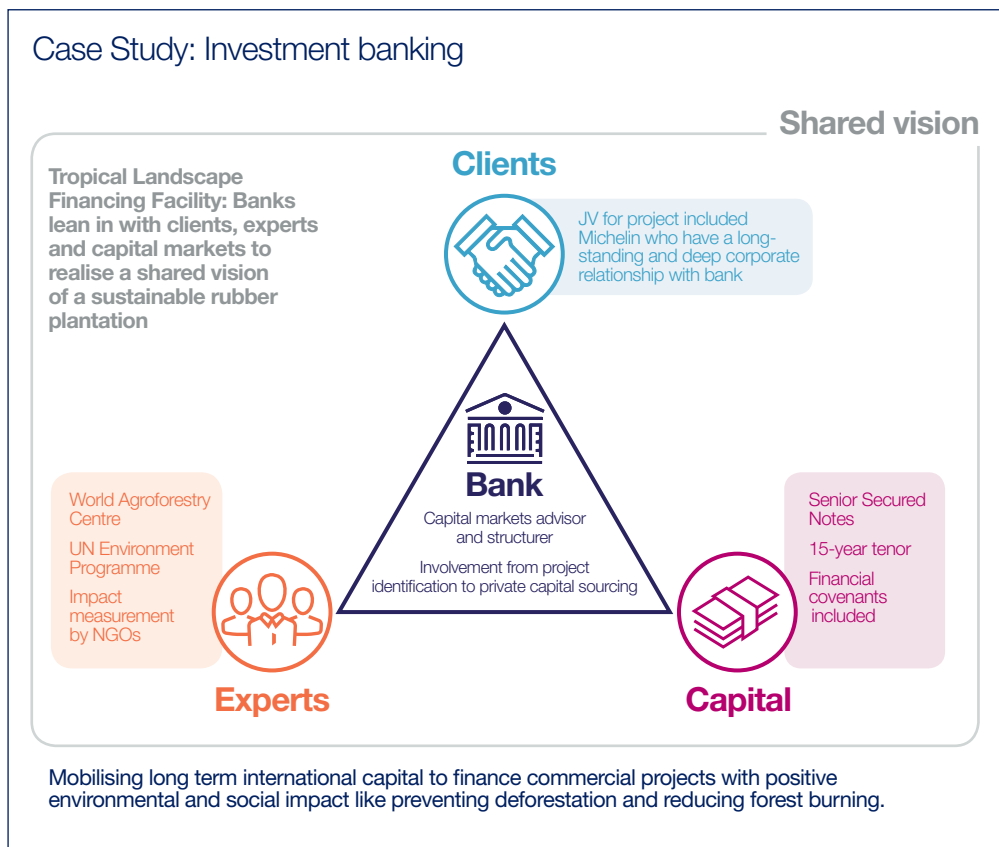 Case Study: Investment banking
Shared vision
Tropical Landscape
Financing Facility: Banks
lean in with clients, experts
and capital markets to
realise a shared vision
of a sustainable rubber
plantation
Clients
JV for project included
Michelin who have a long-
standing and deep corporate
relationship with bank
Bank
Capital markets advisor
and structurer
Involvement from project
identification to private capital sourcing
World Agroforestry
Centre
UN Environment
Programme
Impact
measurement
by NGOs
Experts
Senior Secured
Notes
15-year tenor
Financial
covenants
included
Capital
Mobilising long term international capital to finance commercial projects with positive
environmental and social impact like preventing deforestation and reducing forest burning.